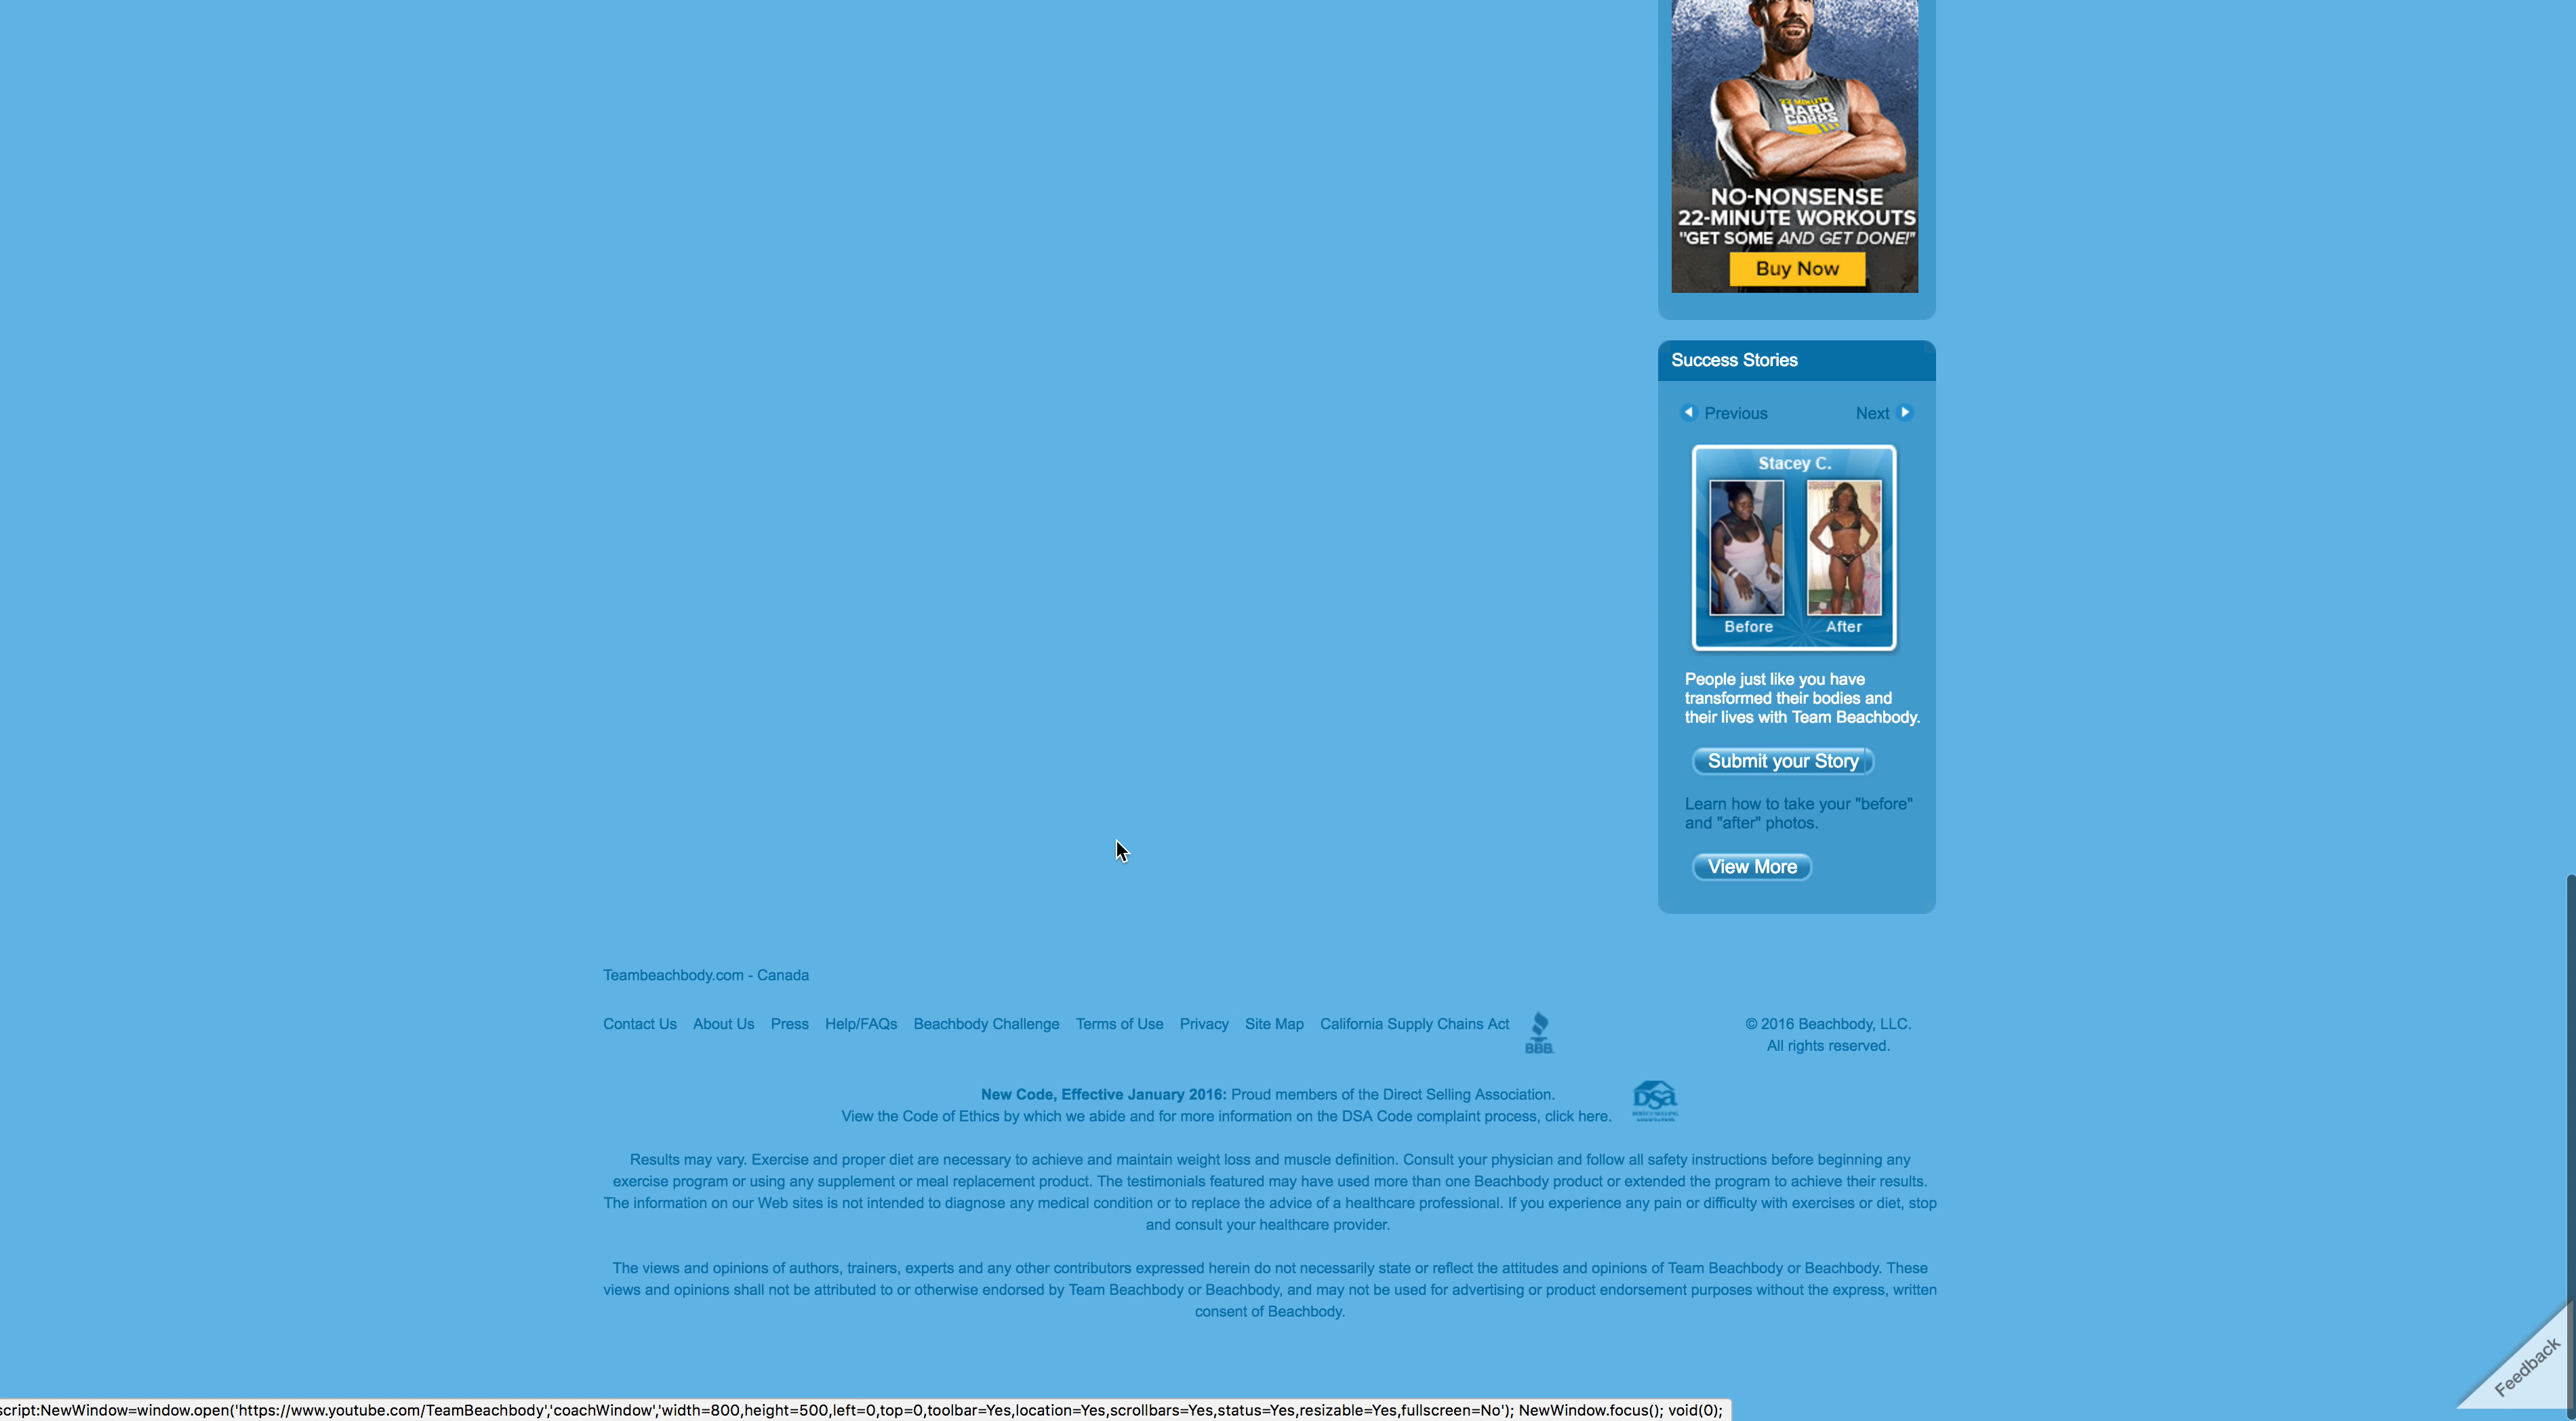 22 MINUTE
HARD
CORPS
NO-NONSENSE
22-MINUTE WORKOUTS
"GET SOME AND GET DONE!"
Buy Now
Success Stories
Previous
Next
Stacey C.
Before
After
People just like you have
transformed their bodies and
their lives with Team Beachbody.
Submit your Story
Learn how to take your "before"
and "after" photos.
View More
Teambeachbody.com - Canada
Contact Us About Us Press Help/FAQs Beachbody Challenge Terms of Use Privacy Site Map California Supply Chains Act
BBB.
© 2016 Beachbody, LLC.
All rights reserved.
New Code, Effective January 2016: Proud members of the Direct Selling Association.
View the Code of Ethics by which we abide and for more information on the DSA Code complaint process, click here.
DSA
DIRECT SELLING
ASSOCIATION
Results may vary. Exercise and proper diet are necessary to achieve and maintain weight loss and muscle definition. Consult your physician and follow all safety instructions before beginning any
exercise program or using any supplement or meal replacement product. The testimonials featured may have used more than one Beachbody product or extended the program to achieve their results.
The information on our Web sites is not intended to diagnose any medical condition or to replace the advice of a healthcare professional. If you experience any pain or difficulty with exercises or diet, stop
and consult your healthcare provider.
The views and opinions of authors, trainers, experts and any other contributors expressed herein do not necessarily state or reflect the attitudes and opinions of Team Beachbody or Beachbody. These
views and opinions shall not be attributed to or otherwise endorsed by Team Beachbody or Beachbody, and may not be used for advertising or product endorsement purposes without the express, written
consent of Beachbody.
Feedback
script:NewWindow=window.open('https://www.youtube.com/TeamBeachbody','coachWindow','width=800,height=500,left=0,top=0,toolbar=Yes,location=Yes,scrollbars=Yes,status=Yes,resizable=Yes,fullscreen=No'); NewWindow.focus(); void(0);